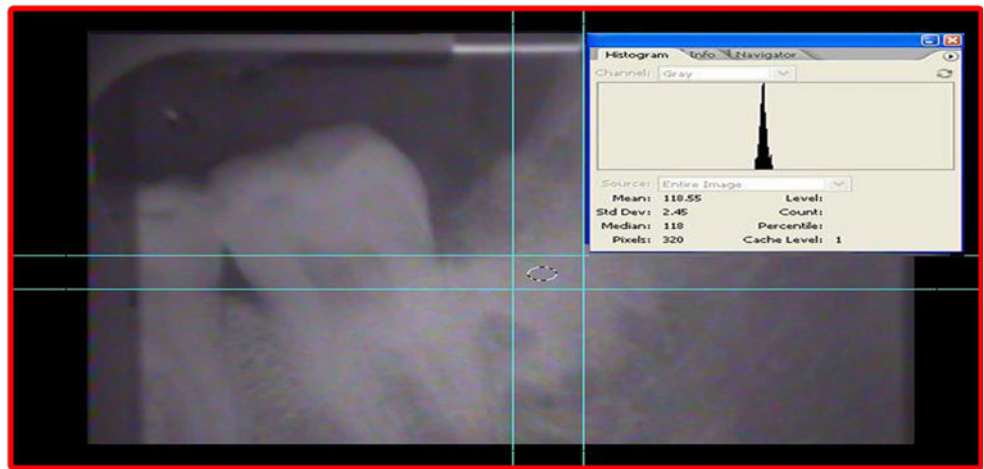 Histogram Info Navigator
Channel: Gray
Source: Entire Image
Mean: 118.55 Level:
Std Dev: 2.45 Count:
Median: 118 Percentile:
Pixels: 320 Cache Level: 1